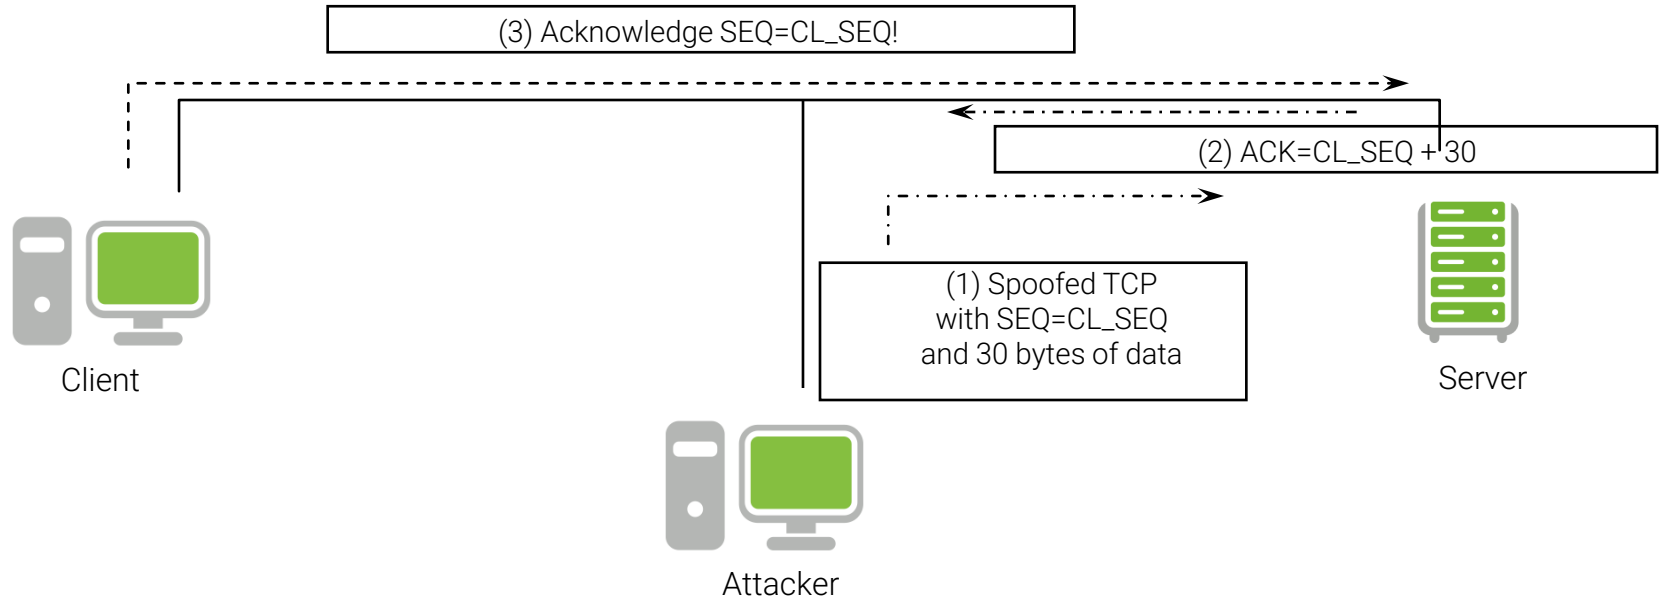 (3) Acknowledge SEQ=CL_SEQ!
(2) ACK=CL_SEQ + 30
(1) Spoofed TCP
with SEQ=CL_SEQ
and 30 bytes of data
Client
Server
Attacker